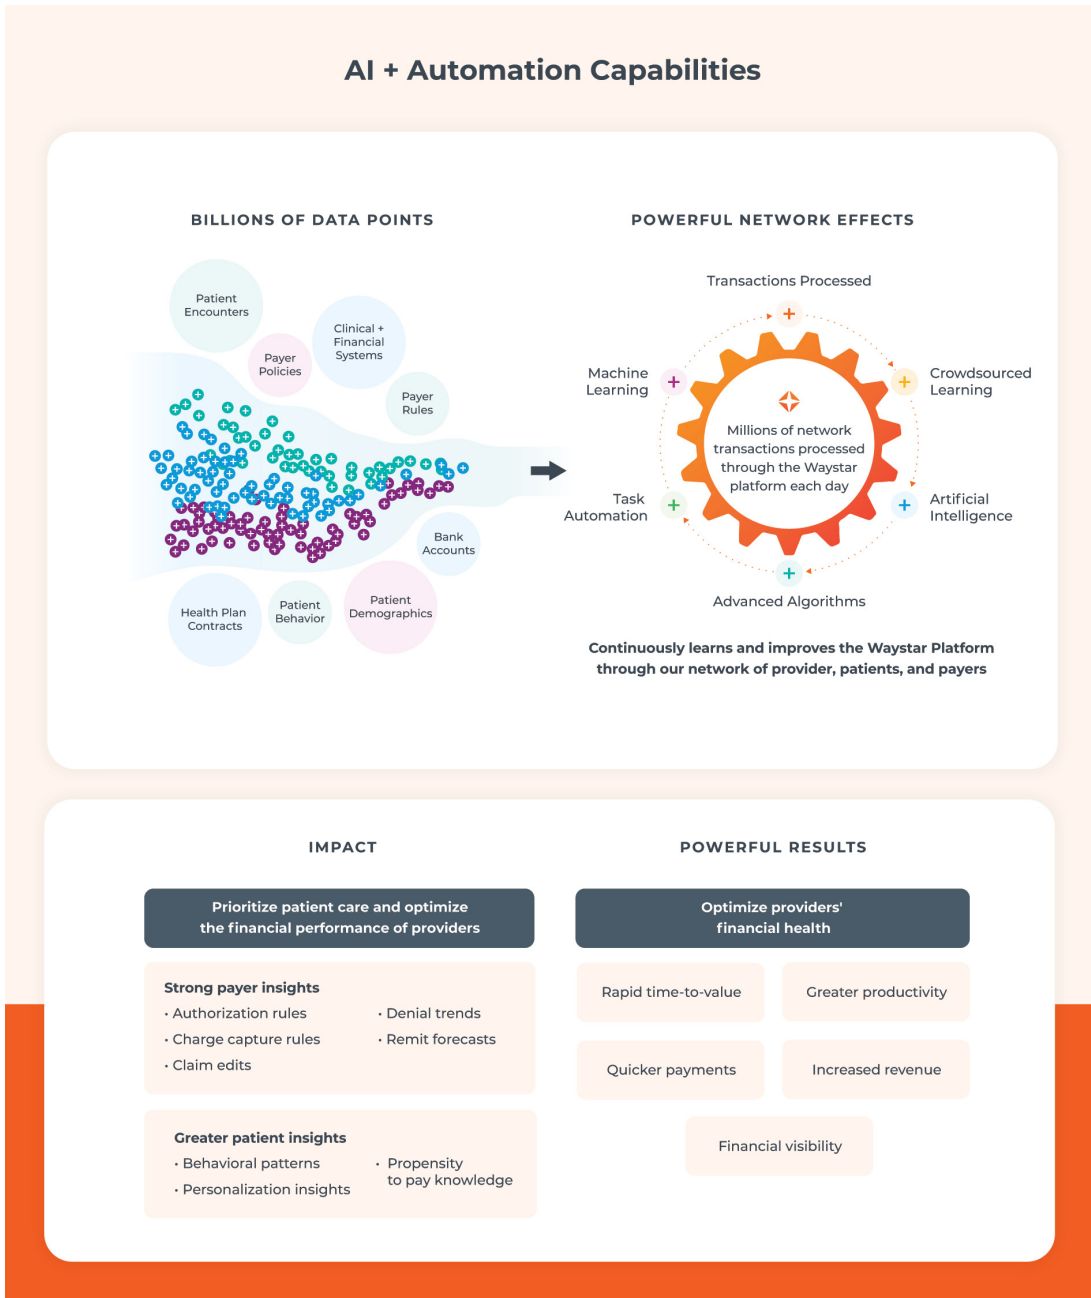 AI + Automation Capabilities
BILLIONS OF DATA POINTS
Patient
Encounters
Clinical +
Financial
Systems
Payer
Policies
Payer
Rules
Bank
Accounts
Health Plan
Contracts
Patient
Behavior
Patient
Demographics
POWERFUL NETWORK EFFECTS
Transactions Processed
Machine
Learning
Crowdsourced
Learning
Millions of network
transactions processed
through the Waystar
platform each day
Task
Automation
Artificial
Intelligence
Advanced Algorithms
Continuously learns and improves the Waystar Platform
through our network of provider, patients, and payers
IMPACT
Prioritize patient care and optimize
the financial performance of providers
Strong payer insights
• Authorization rules
• Charge capture rules
• Claim edits
• Denial trends
• Remit forecasts
Greater patient insights
• Behavioral patterns
• Personalization insights
• Propensity
to pay knowledge
POWERFUL RESULTS
Optimize providers'
financial health
Rapid time-to-value
Greater productivity
Quicker payments
Increased revenue
Financial visibility